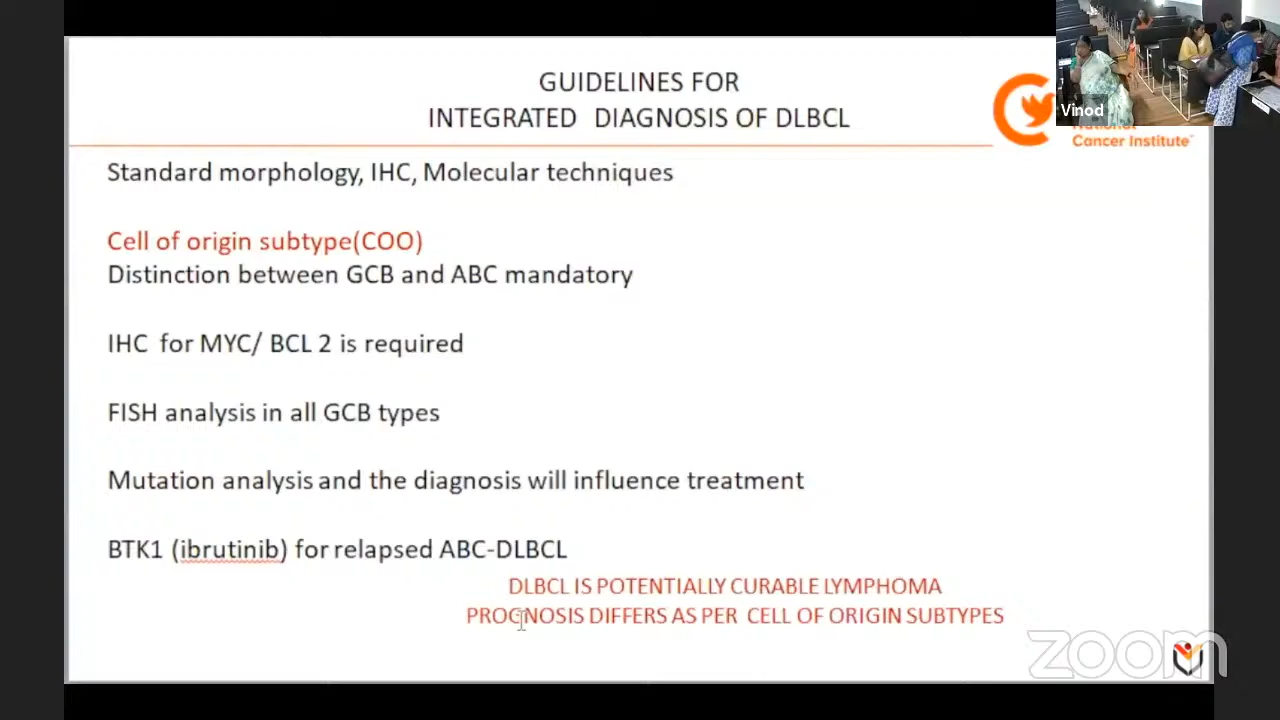 GUIDELINES FOR
INTEGRATED DIAGNOSIS OF DLBCL
Vinod
National
Cancer Institute
Standard morphology, IHC, Molecular techniques
Cell of origin subtype(COO)
Distinction between GCB and ABC mandatory
IHC for MYC/ BCL 2 is required
FISH analysis in all GCB types
Mutation analysis and the diagnosis will influence treatment
BTK1 (ibrutinib) for relapsed ABC-DLBCL
DLBCL IS POTENTIALLY CURABLE LYMPHOMA
PROGNOSIS DIFFERS AS PER CELL OF ORIGIN SUBTYPES
zoom